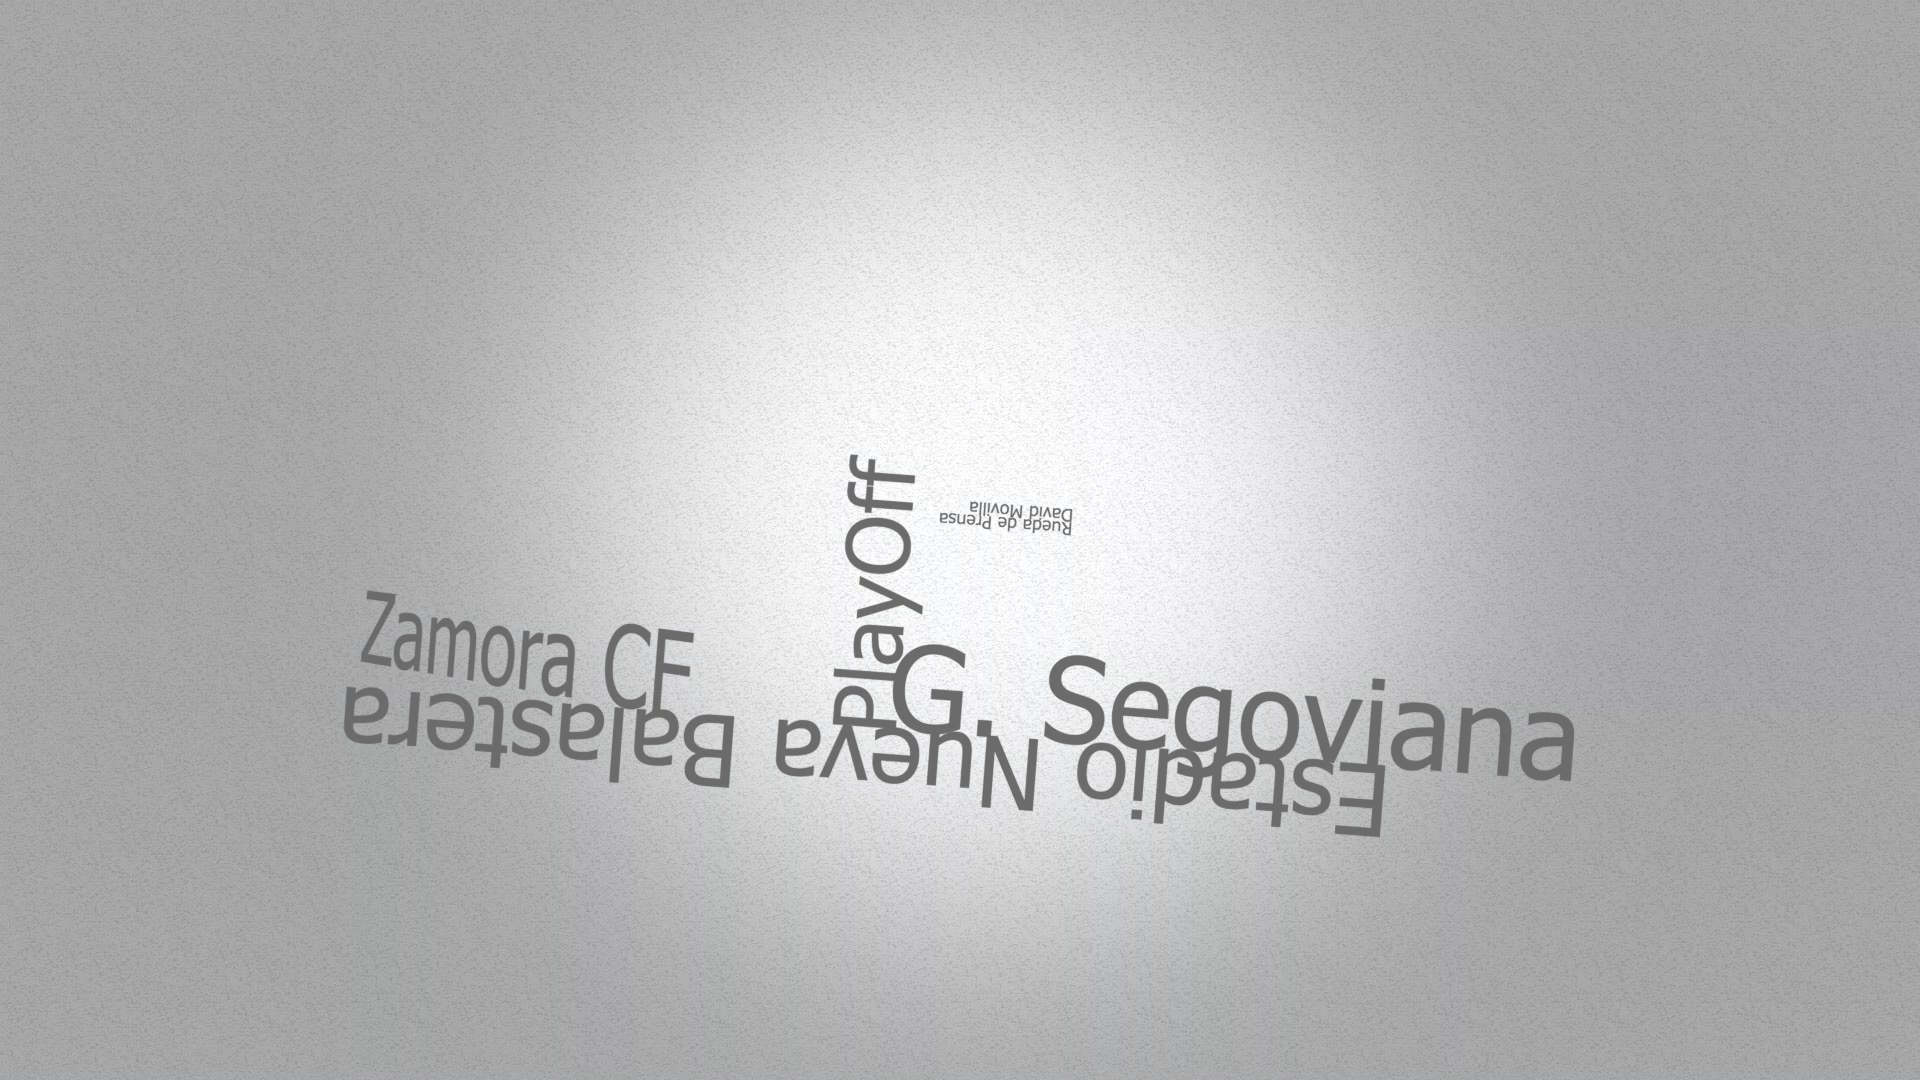 PlayOff
Rueda de Prensa
David Movilla
Zamora CF
G. Segoviana
Estadio Nueva Balastera